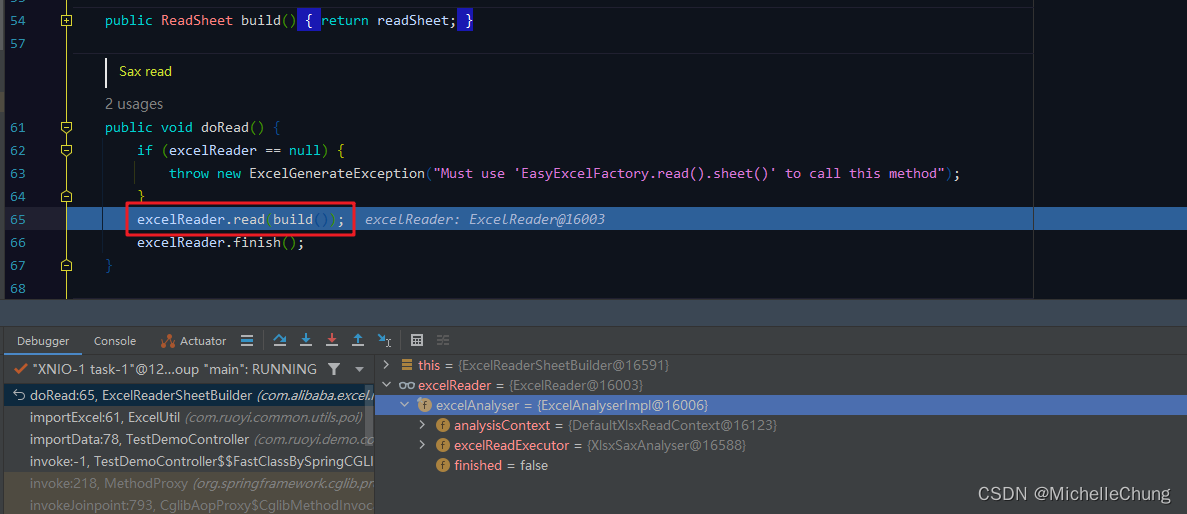 54 public ReadSheet build() { return readSheet; }
57
Sax read
2 usages
61 public void doRead() {
62 if (excelReader == null) {
63 throw new ExcelGenerateException("Must use 'EasyExcelFactory.read().sheet()' to call this method");
64 }
65 excelReader.read(build()); excelReader: ExcelReader@16003
66 excelReader.finish();
67 }
68
Debugger Console Actuator
"XNIO-1 task-1"@12...oup "main": RUNNING
this = {ExcelReaderSheetBuilder@16591}
doRead:65, ExcelReaderSheetBuilder (com.alibaba.excel.
excelReader = {ExcelReader@16003}
importExcel:61, ExcelUtil (com.ruoyi.common.utils.poi)
excelAnalyser = {ExcelAnalyserImpl@16006}
importData:78, TestDemoController (com.ruoyi.demo.co
analysisContext = {DefaultXlsxReadContext@16123}
invoke:-1, TestDemoController$$FastClassBySpringCGLI
excelReadExecutor = {XlsxSaxAnalyser@16588}
invoke:218, MethodProxy (org.springframework.cglib.pr
finished = false
invokeJoinpoint:793, CglibAopProxy$CglibMethodInvoc
CSDN @MichelleChung